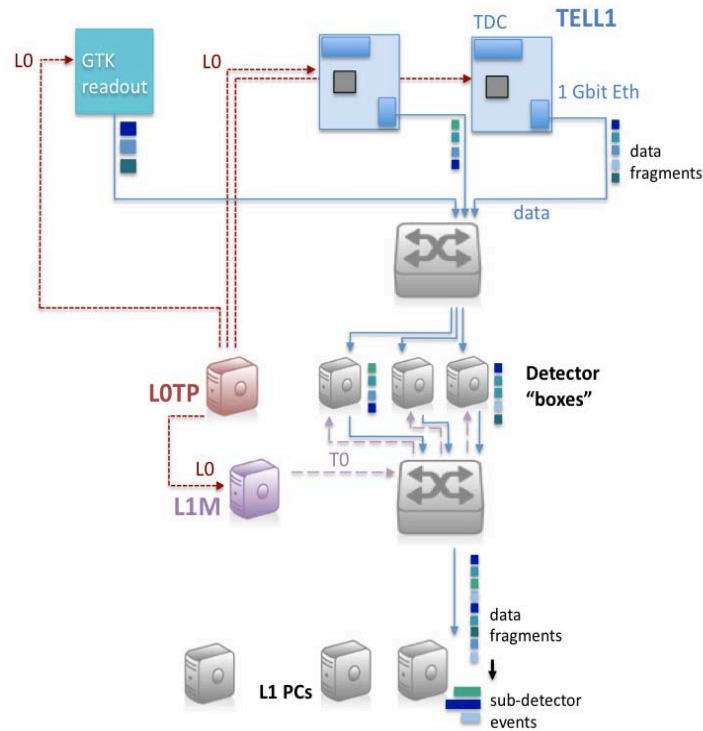 TDC
TELL1
L0
GTK
readout
L0
1 Gbit Eth
data
fragments
data
L0TP
Detector
“boxes”
L0
T0
L1M
data
fragments
L1 PCs
sub-detector
events